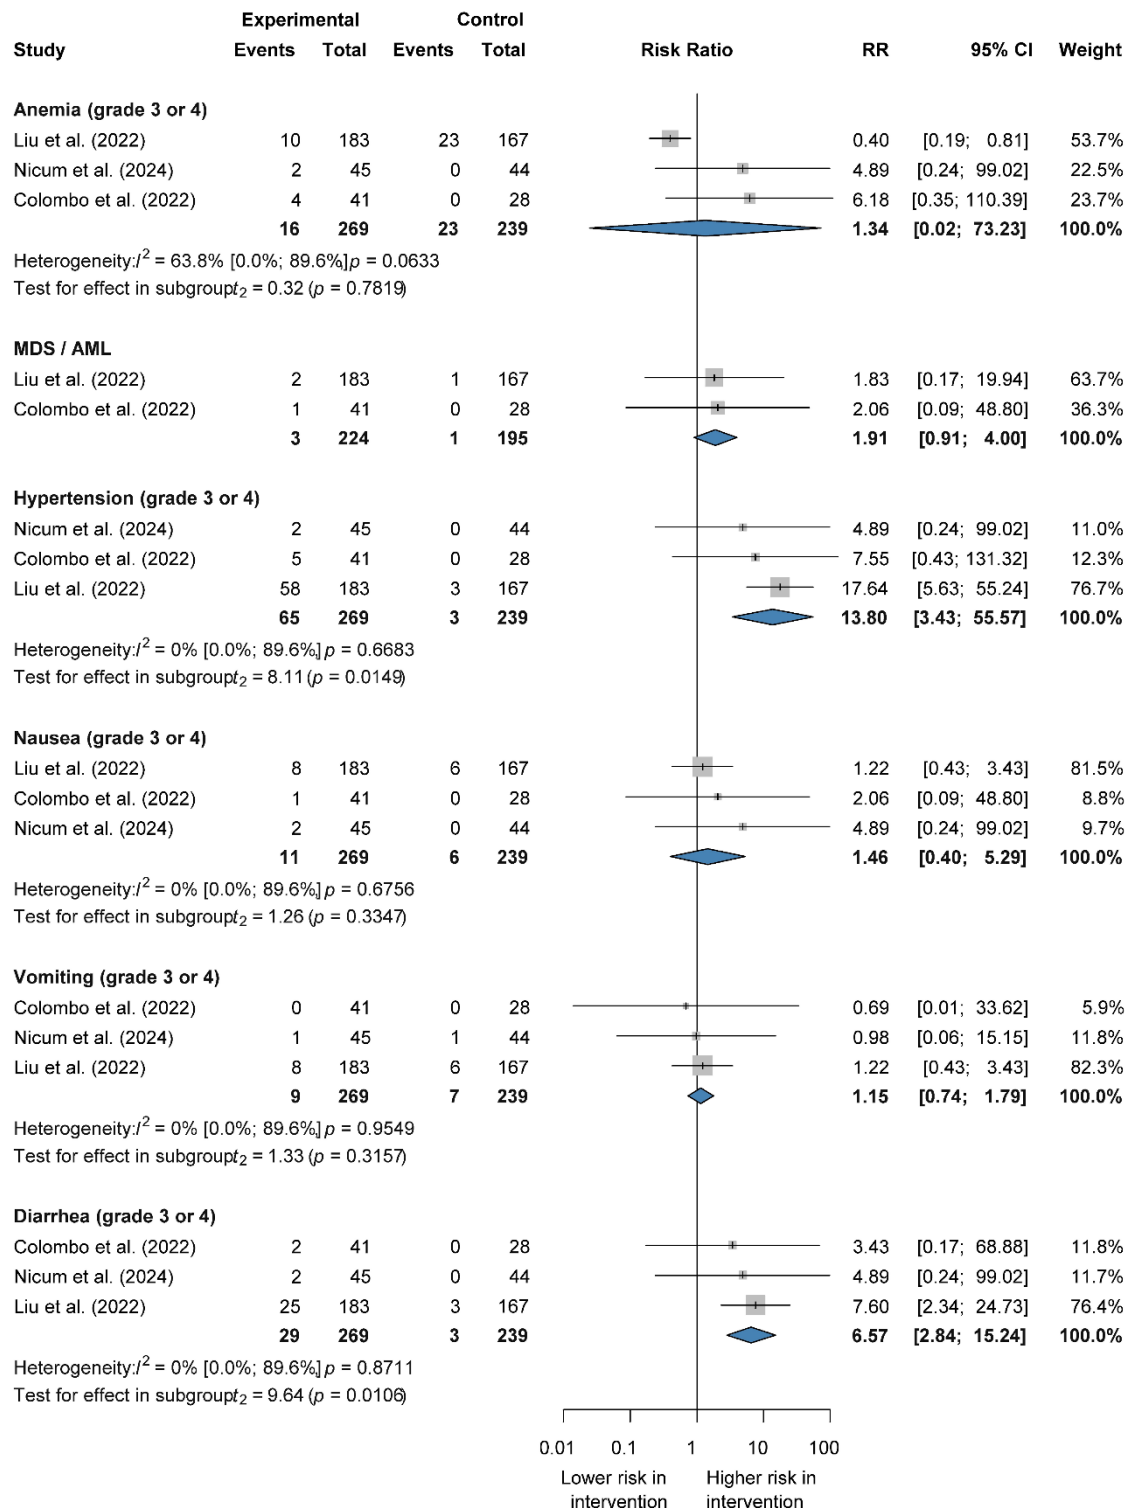 Experimental Control
Study Events Total Events Total Risk Ratio RR 95% CI Weight
Anemia (grade 3 or 4)
Liu et al. (2022) 10 183 23 167 0.40 [0.19; 0.81] 53.7%
Nicum et al. (2024) 2 45 0 44 4.89 [0.24; 99.02] 22.5%
Colombo et al. (2022) 4 41 0 28 6.18 [0.35; 110.39] 23.7%
16 269 23 239 1.34 [0.02; 73.23] 100.0%
Heterogeneity: I² = 63.8% [0.0%; 89.6%], p = 0.0633
Test for effect in subgroup: t₂ = 0.32 (p = 0.7819)
MDS / AML
Liu et al. (2022) 2 183 1 167 1.83 [0.17; 19.94] 63.7%
Colombo et al. (2022) 1 41 0 28 2.06 [0.09; 48.80] 36.3%
3 224 1 195 1.91 [0.91; 4.00] 100.0%
Hypertension (grade 3 or 4)
Nicum et al. (2024) 2 45 0 44 4.89 [0.24; 99.02] 11.0%
Colombo et al. (2022) 5 41 0 28 7.55 [0.43; 131.32] 12.3%
Liu et al. (2022) 58 183 3 167 17.64 [5.63; 55.24] 76.7%
65 269 3 239 13.80 [3.43; 55.57] 100.0%
Heterogeneity: I² = 0% [0.0%; 89.6%], p = 0.6683
Test for effect in subgroup: t₂ = 8.11 (p = 0.0149)
Nausea (grade 3 or 4)
Liu et al. (2022) 8 183 6 167 1.22 [0.43; 3.43] 81.5%
Colombo et al. (2022) 1 41 0 28 2.06 [0.09; 48.80] 8.8%
Nicum et al. (2024) 2 45 0 44 4.89 [0.24; 99.02] 9.7%
11 269 6 239 1.46 [0.40; 5.29] 100.0%
Heterogeneity: I² = 0% [0.0%; 89.6%], p = 0.6756
Test for effect in subgroup: t₂ = 1.26 (p = 0.3347)
Vomiting (grade 3 or 4)
Colombo et al. (2022) 0 41 0 28 0.69 [0.01; 33.62] 5.9%
Nicum et al. (2024) 1 45 1 44 0.98 [0.06; 15.15] 11.8%
Liu et al. (2022) 8 183 6 167 1.22 [0.43; 3.43] 82.3%
9 269 7 239 1.15 [0.74; 1.79] 100.0%
Heterogeneity: I² = 0% [0.0%; 89.6%], p = 0.9549
Test for effect in subgroup: t₂ = 1.33 (p = 0.3157)
Diarrhea (grade 3 or 4)
Colombo et al. (2022) 2 41 0 28 3.43 [0.17; 68.88] 11.8%
Nicum et al. (2024) 2 45 0 44 4.89 [0.24; 99.02] 11.7%
Liu et al. (2022) 25 183 3 167 7.60 [2.34; 24.73] 76.4%
29 269 3 239 6.57 [2.84; 15.24] 100.0%
Heterogeneity: I² = 0% [0.0%; 89.6%], p = 0.8711
Test for effect in subgroup: t₂ = 9.64 (p = 0.0106)
0.01 0.1 1 10 100
Lower risk in Higher risk in
intervention intervention